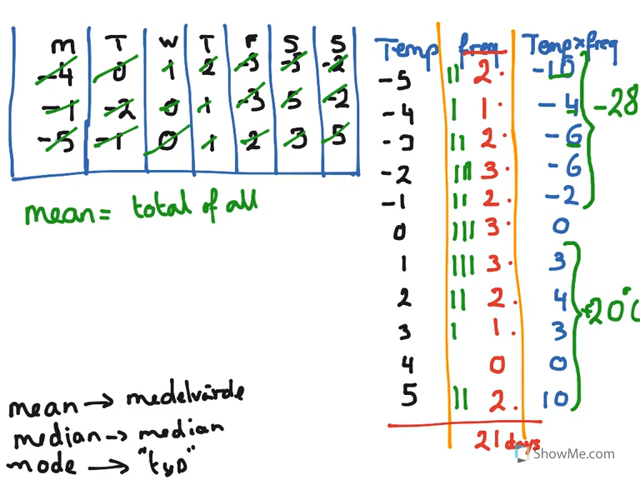 M T W T F S S
-4 0 1 2 -3 -3 -2
-1 -2 0 1 -3 5 -2
-5 -1 0 1 2 3 5
mean = total of all
Temp freq Temp×freq
-5 || 2. -10
-4 | 1. -4
-3 || 2. -6
-2 ||| 3. -6
-1 || 2. -2
-28
0 ||| 3. 0
1 |||| 3. 3
2 || 2. 4
3 | 1. 3
4 0 0
5 || 2. 10
+20°C
21 days
mean → medelvärde
median → median
mode → "typ"
ShowMe.com